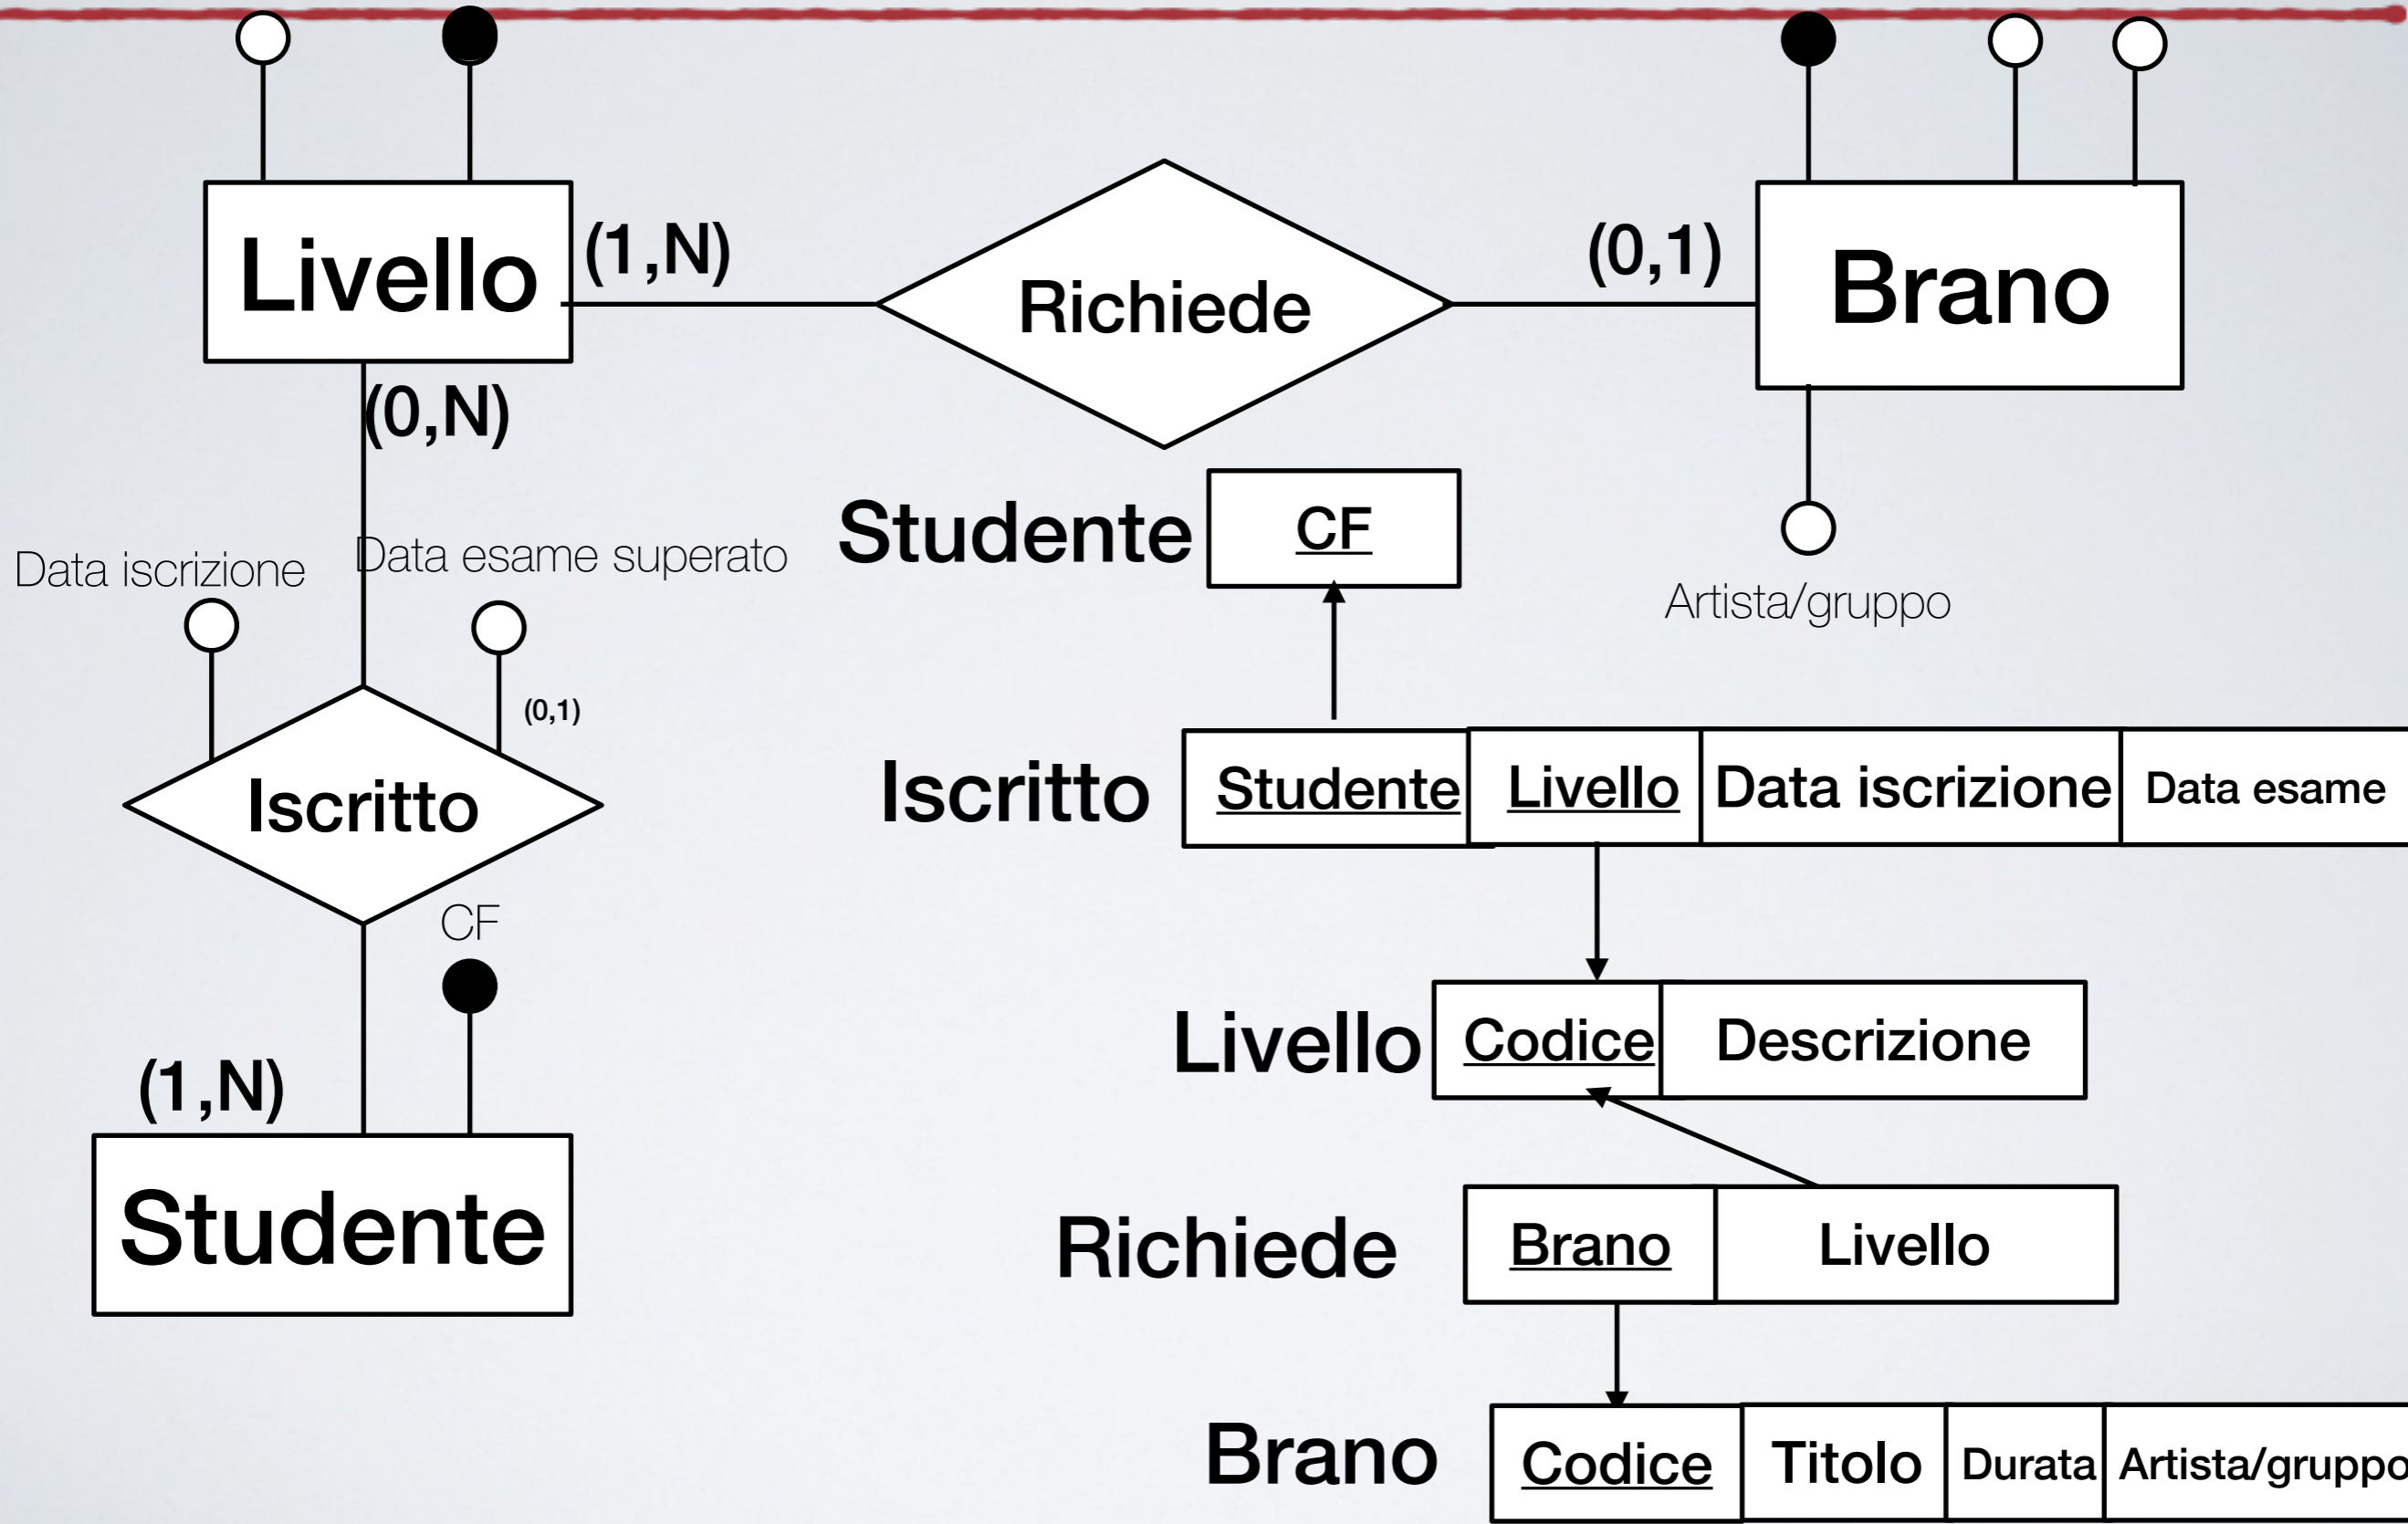 Livello
(1,N)
Richiede
(0,1)
Brano
(0,N)
Data iscrizione
Data esame superato
(0,1)
Iscritto
CF
(1,N)
Studente
Artista/gruppo
Studente
CF
Iscritto
Studente
Livello
Data iscrizione
Data esame
Livello
Codice
Descrizione
Richiede
Brano
Livello
Brano
Codice
Titolo
Durata
Artista/gruppo